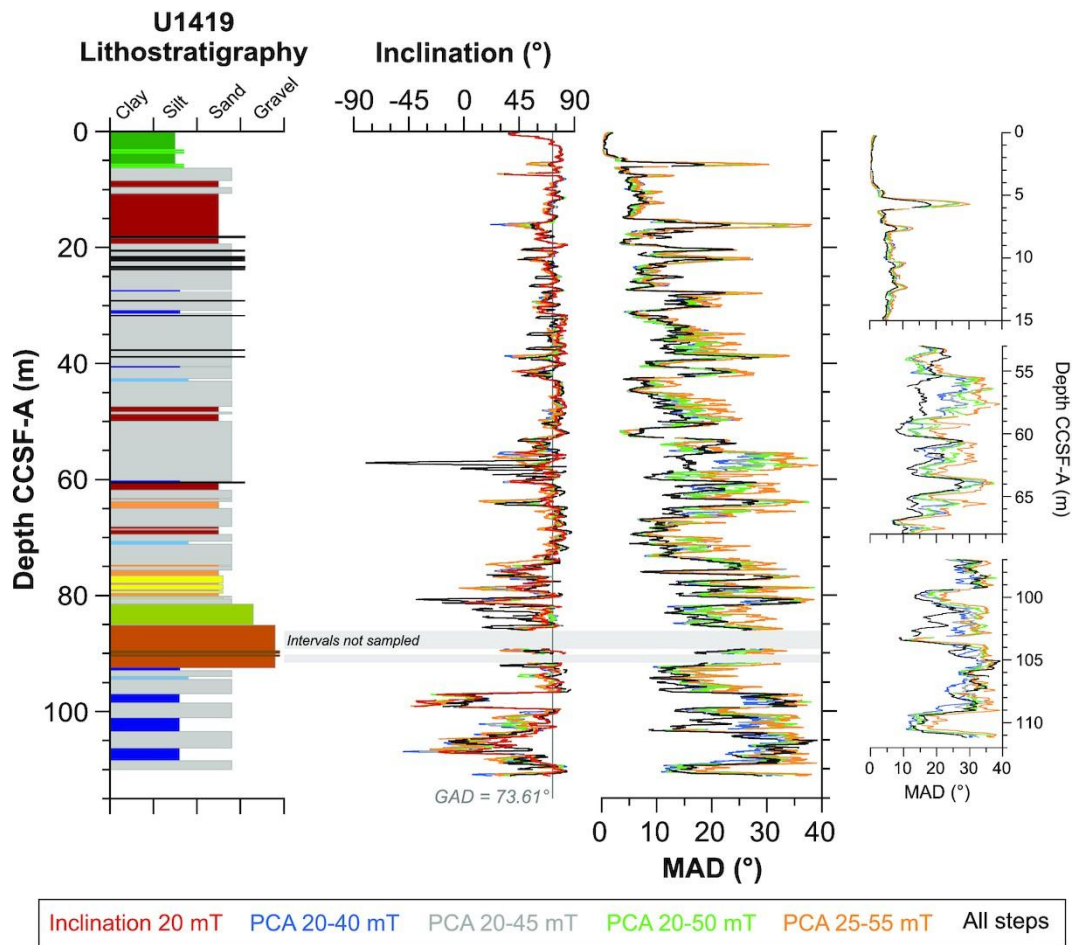 U1419
Lithostratigraphy
Clay
Silt
Sand
Gravel
Inclination (°)
-90 -45 0 45 90
0
20
40
60
80
100
Depth CCSF-A (m)
Intervals not sampled
GAD = 73.61°
0 10 20 30 40
MAD (°)
0
5
10
15
55
60
65
100
105
110
Depth CCSF-A (m)
0 10 20 30 40
MAD (°)
Inclination 20 mT PCA 20-40 mT PCA 20-45 mT PCA 20-50 mT PCA 25-55 mT All steps